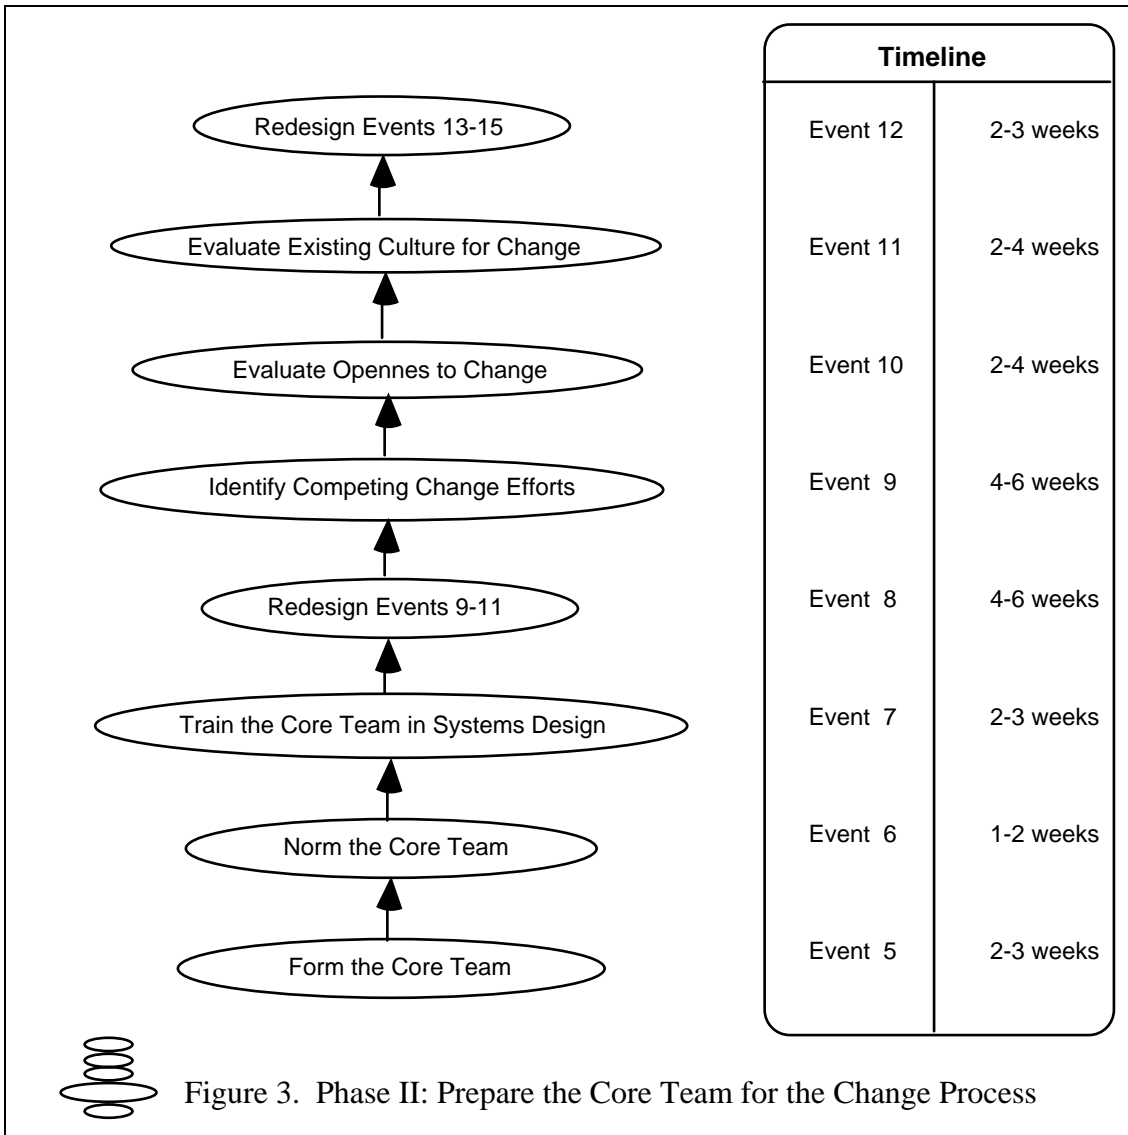 Timeline
Redesign Events 13-15
Event 12
2-3 weeks
Evaluate Existing Culture for Change
Event 11
2-4 weeks
Evaluate Opennes to Change
Event 10
2-4 weeks
Identify Competing Change Efforts
Event 9
4-6 weeks
Redesign Events 9-11
Event 8
4-6 weeks
Train the Core Team in Systems Design
Event 7
2-3 weeks
Norm the Core Team
Event 6
1-2 weeks
Form the Core Team
Event 5
2-3 weeks
Figure 3. Phase II: Prepare the Core Team for the Change Process